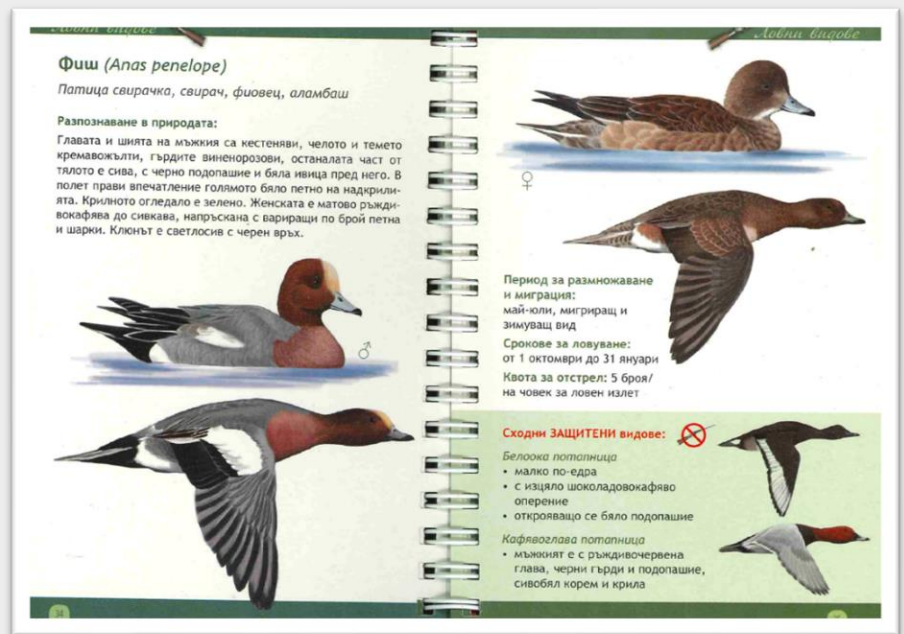 Ловни видове
Фиш (Anas penelope)
Патица свирачка, свирач, фиовец, аламбаш
Разпознаване в природата:
Главата и шията на мъжкия са кестеняви, челото и темето
кремавожълти, гърдите виненорозови, останалата част от
тялото е сива, с черно подопашие и бяла ивица пред него. В
полет прави впечатление голямото бяло петно на надкрили-
ята. Крилното огледало е зелено. Женската е матово ръжди-
вокафява до сивкава, напръскана с вариращи по брой петна
и шарки. Клюнът е светлосив с черен връх.
♂
34
Ловни видове
♀
Период за размножаване
и миграция:
май-юли, мигриращ и
зимуващ вид
Срокове за ловуване:
от 1 октомври до 31 януари
Квота за отстрел: 5 броя/
на човек за ловен излет
Сходни ЗАЩИТЕНИ видове:
Белоока потапница
• малко по-едра
• с изцяло шоколадовокафяво
оперение
• открояващо се бяло подопашие
Кафявоглава потапница
• мъжкият е с ръждивочервена
глава, черни гърди и подопашие,
сивобял корем и крила